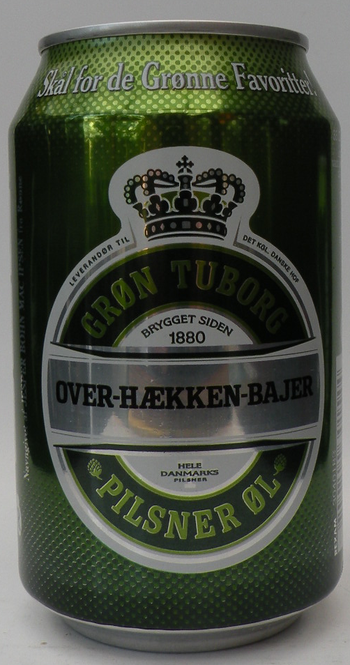 Skål for de Grønne Favoritter!
LEVERANDØR TIL
DET KGL. DANSKE HOF
GRØN TUBORG
BRYGGET SIDEN
1880
OVER-HÆKKEN-BAJER
HELE
DANMARKS
PILSNER
PILSNER ØL